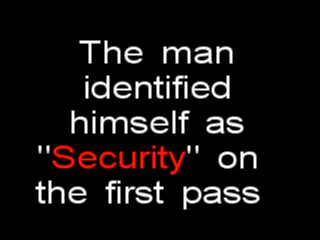 The man
identified
himself as
"Security" on
the first pass